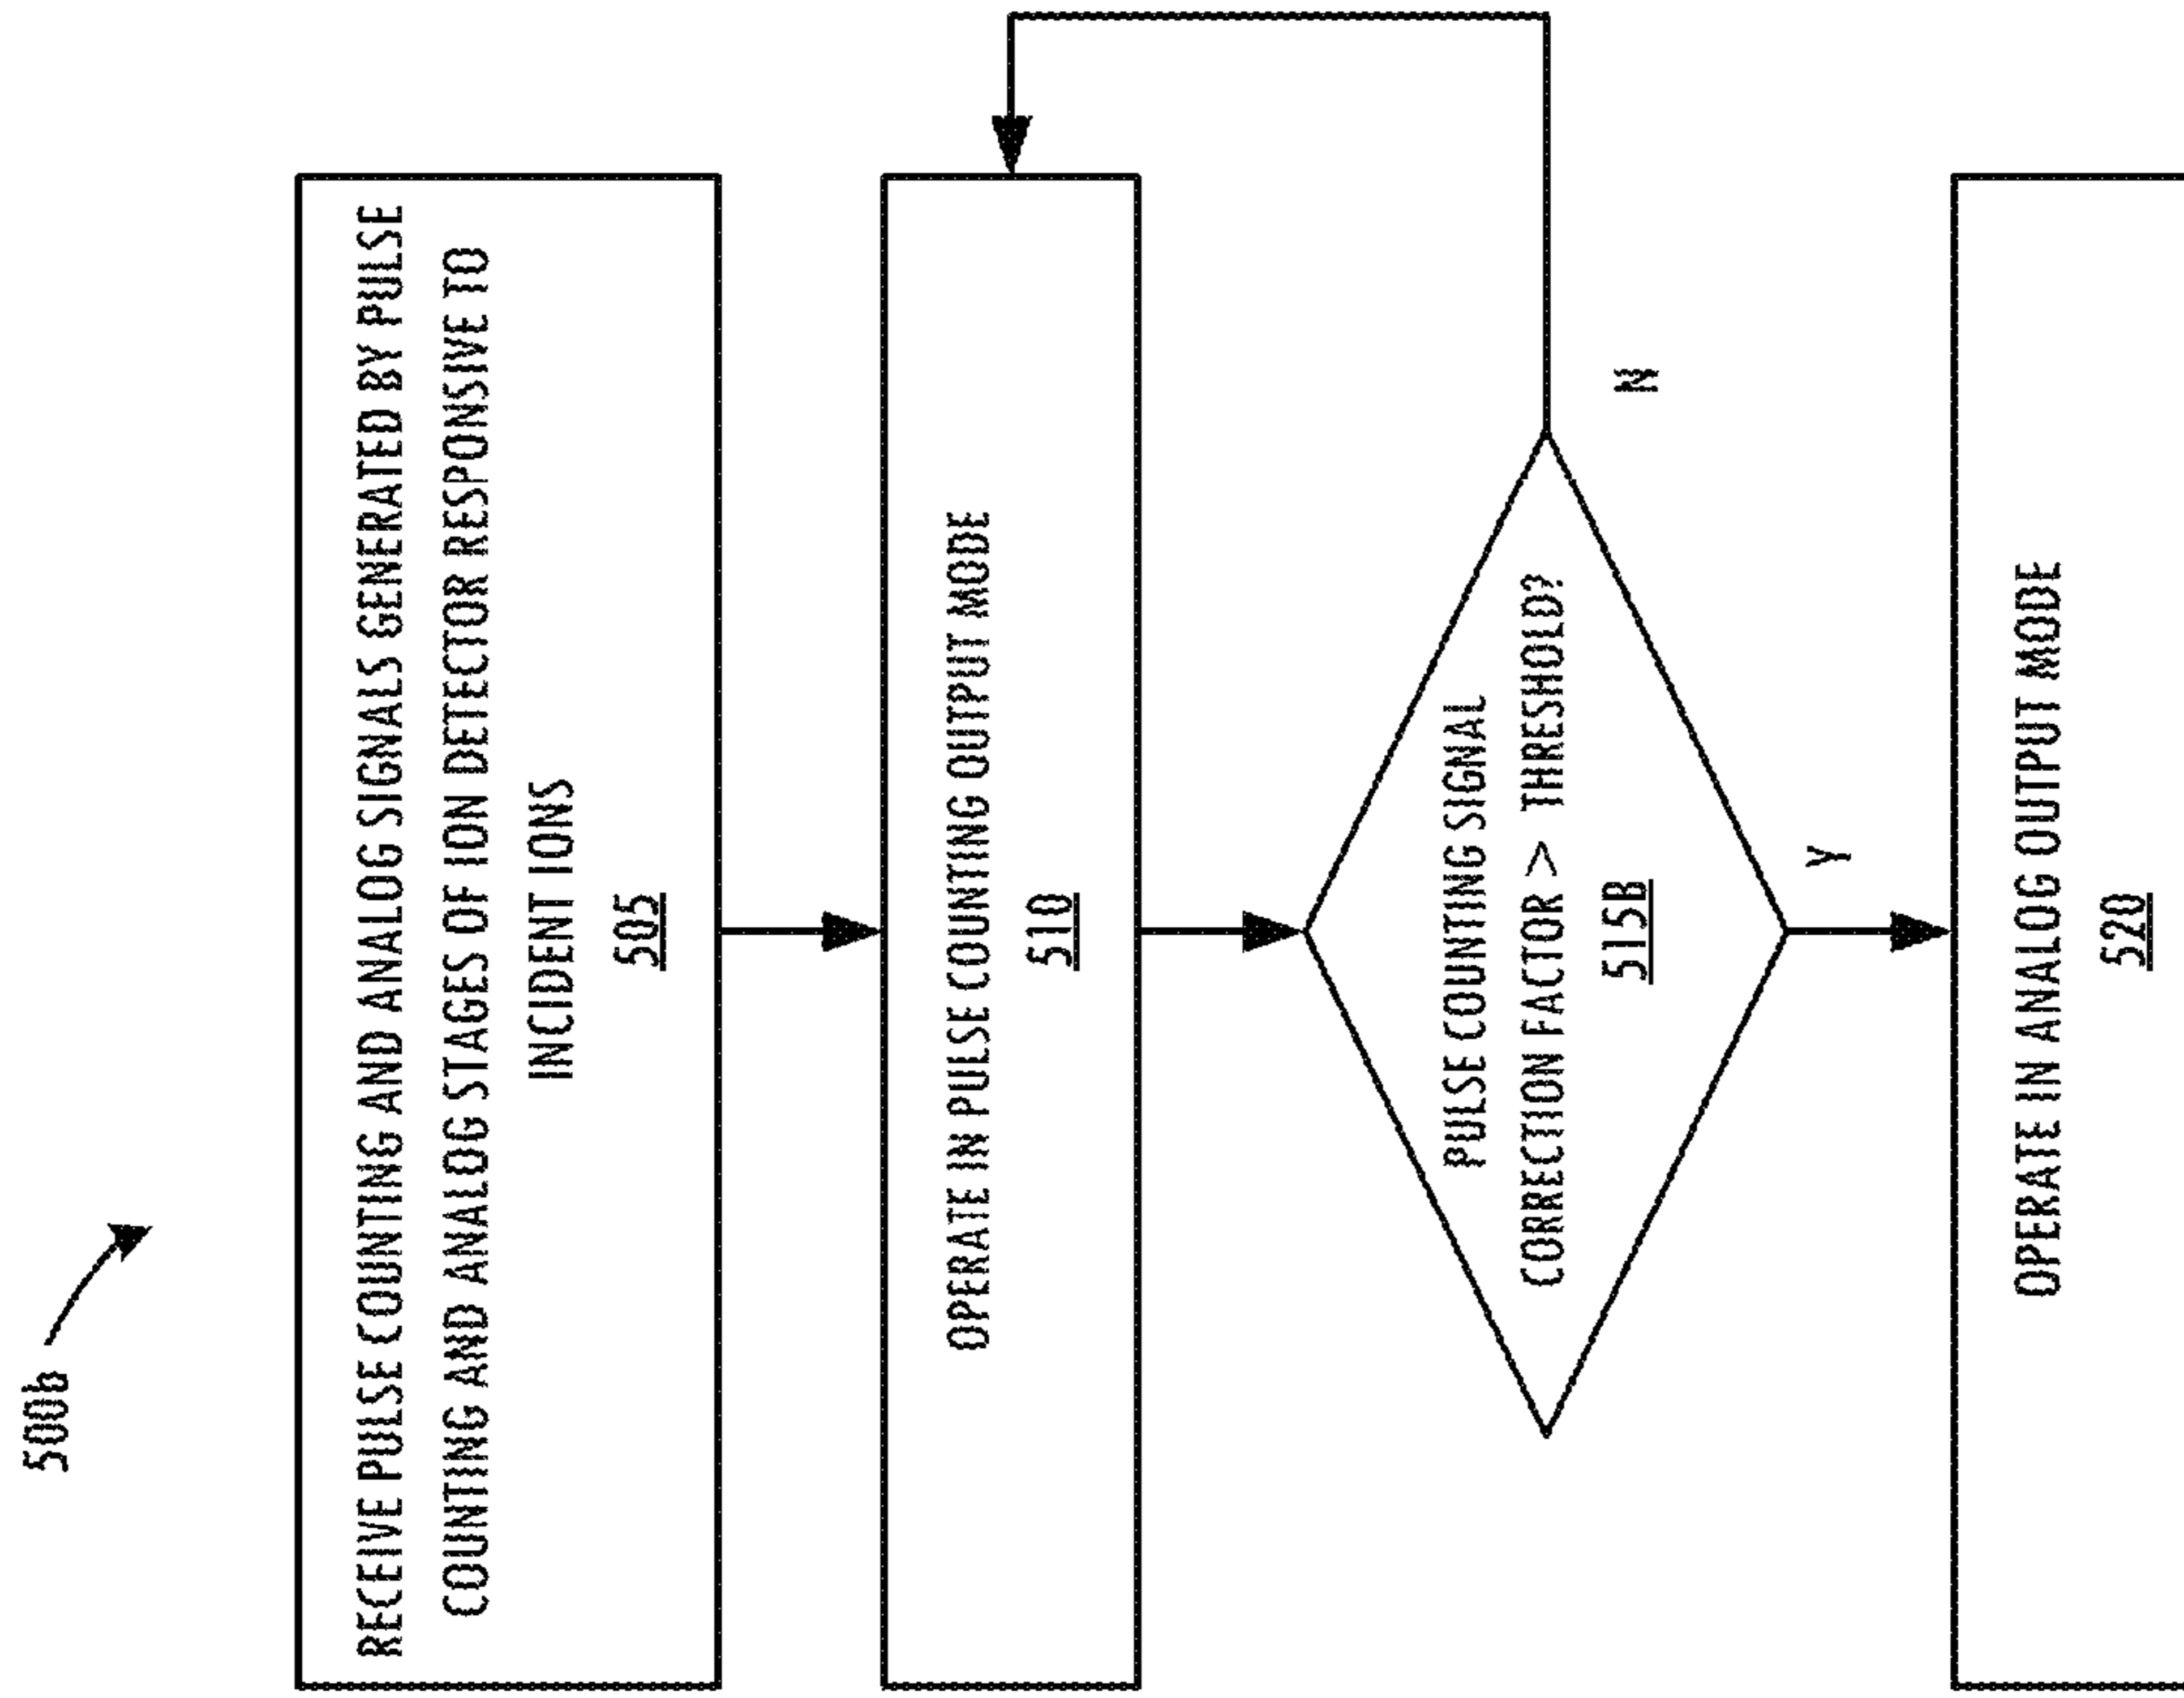 500b
RECEIVE PULSE COUNTING AND ANALOG SIGNALS GENERATED BY PULSE
COUNTING AND ANALOG STAGES OF ION DETECTOR RESPONSIVE TO
INCIDENT IONS
505
OPERATE IN PULSE COUNTING OUTPUT MODE
510
PULSE COUNTING SIGNAL
CORRECTION FACTOR > THRESHOLD?
515B
N
Y
OPERATE IN ANALOG OUTPUT MODE
520